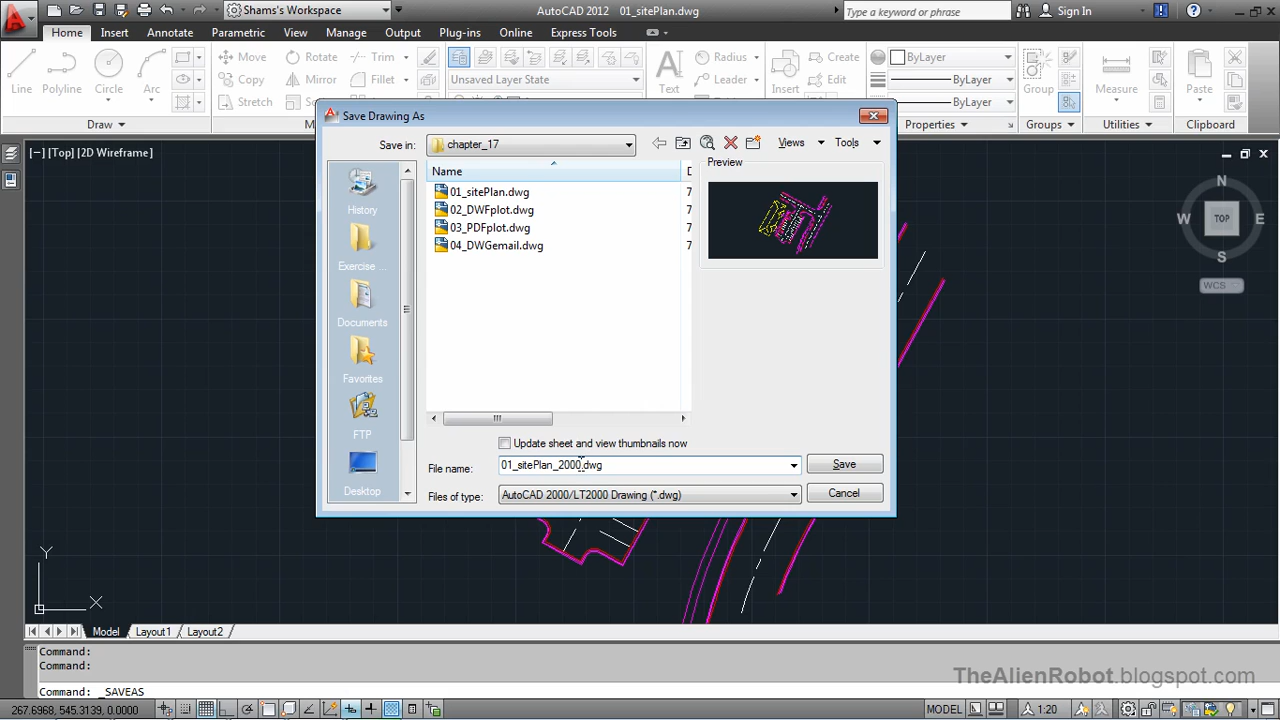 Shams's Workspace
AutoCAD 2012 01_sitePlan.dwg
Type a keyword or phrase
Sign In
Home Insert Annotate Parametric View Manage Output Plug-ins Online Express Tools
Line Polyline Circle Arc
Rotate Trim
Copy Mirror Fillet
Stretch
Unsaved Layer State
Text
Radius
Leader
Insert
Create
Edit
ByLayer
ByLayer
ByLayer
Group Measure Paste
Draw
Properties Groups Utilities Clipboard
[−] [Top] [2D Wireframe]
Save Drawing As
Save in: chapter_17
Views Tools
Name
01_sitePlan.dwg
02_DWFplot.dwg
03_PDFplot.dwg
04_DWGemail.dwg
Preview
History
Exercise ...
Documents
Favorites
FTP
Desktop
Update sheet and view thumbnails now
File name: 01_sitePlan_2000.dwg
Save
Files of type: AutoCAD 2000/LT2000 Drawing (*.dwg)
Cancel
N
W TOP E
S
WCS
Y
X
Model Layout1 Layout2
Command:
Command:
Command: _SAVEAS
TheAlienRobot.blogspot.com
267.6968, 545.3139, 0.0000
MODEL
1:20